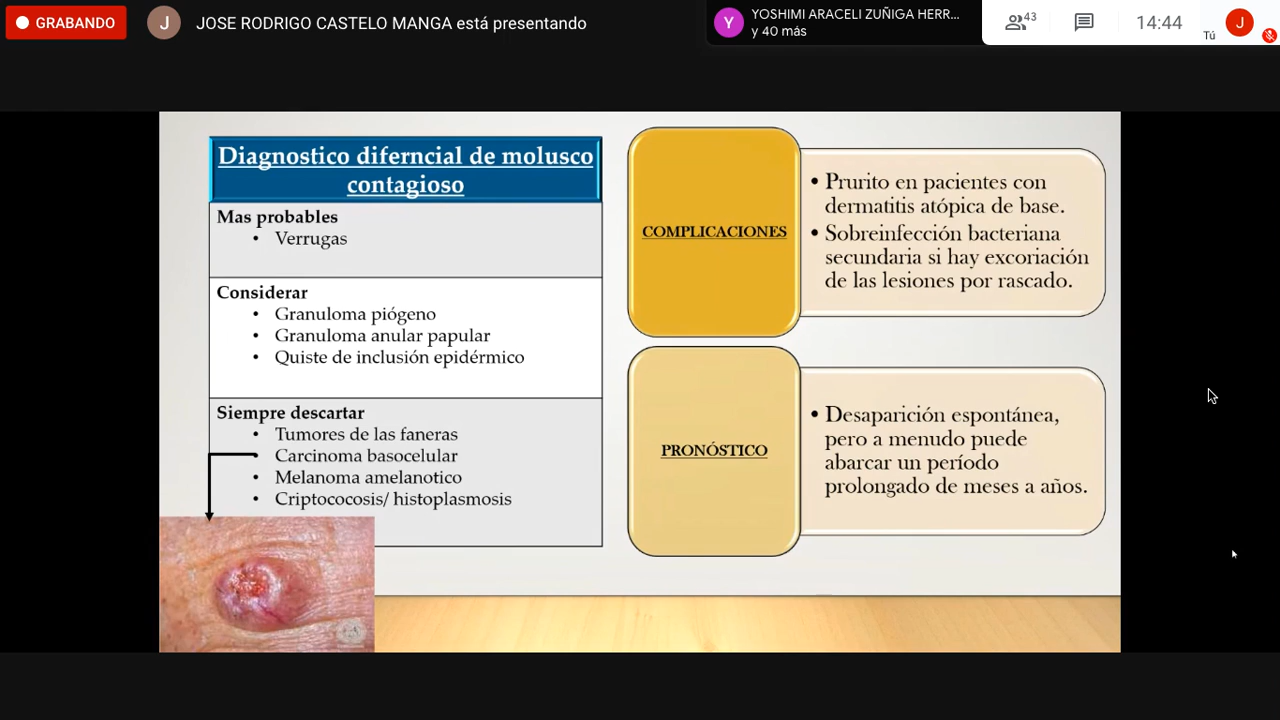 GRABANDO
J
JOSE RODRIGO CASTELO MANGA está presentando
Y
YOSHIMI ARACELI ZUÑIGA HERR...
y 40 más
43
14:44
Tú
J
Diagnostico diferncial de molusco
contagioso
Mas probables
• Verrugas
Considerar
• Granuloma piógeno
• Granuloma anular papular
• Quiste de inclusión epidérmico
Siempre descartar
• Tumores de las faneras
• Carcinoma basocelular
• Melanoma amelanotico
• Criptococosis/ histoplasmosis
COMPLICACIONES
• Prurito en pacientes con
dermatitis atópica de base.
• Sobreinfección bacteriana
secundaria si hay excoriación
de las lesiones por rascado.
PRONÓSTICO
• Desaparición espontánea,
pero a menudo puede
abarcar un período
prolongado de meses a años.